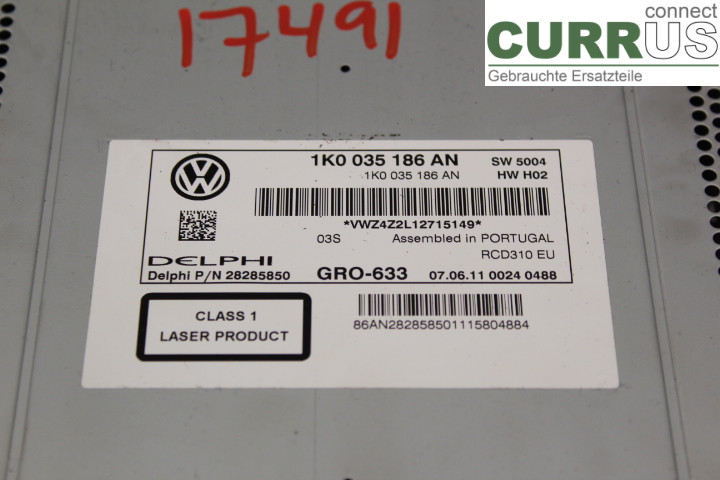 17491
connect
CURRUS
Gebrauchte Ersatzteile
1K0 035 186 AN SW 5004
1K0 035 186 AN HW H02
*VWZ4Z2L12715149*
03S Assembled in PORTUGAL
DELPHI RCD310 EU
Delphi P/N 28285850 GRO-633 07.06.11 0024 0488
CLASS 1
LASER PRODUCT
86AN282858501115804884